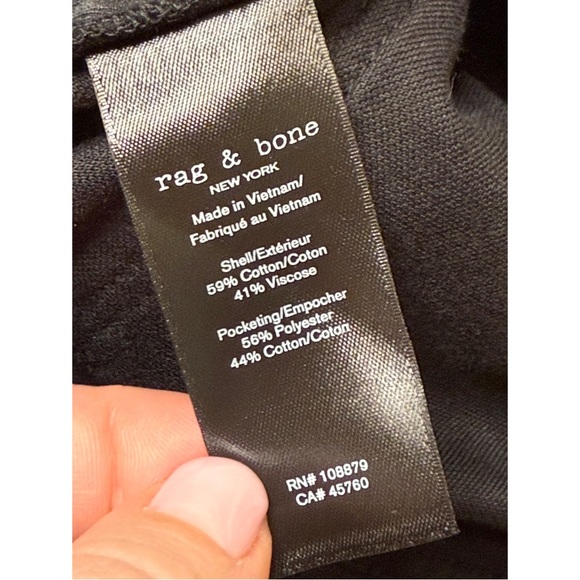 rag & bone
NEW YORK
Made in Vietnam/
Fabriqué au Vietnam
Shell/Extérieur
59% Cotton/Coton
41% Viscose
Pocketing/Empocher
56% Polyester
44% Cotton/Coton
RN# 108879
CA# 45760